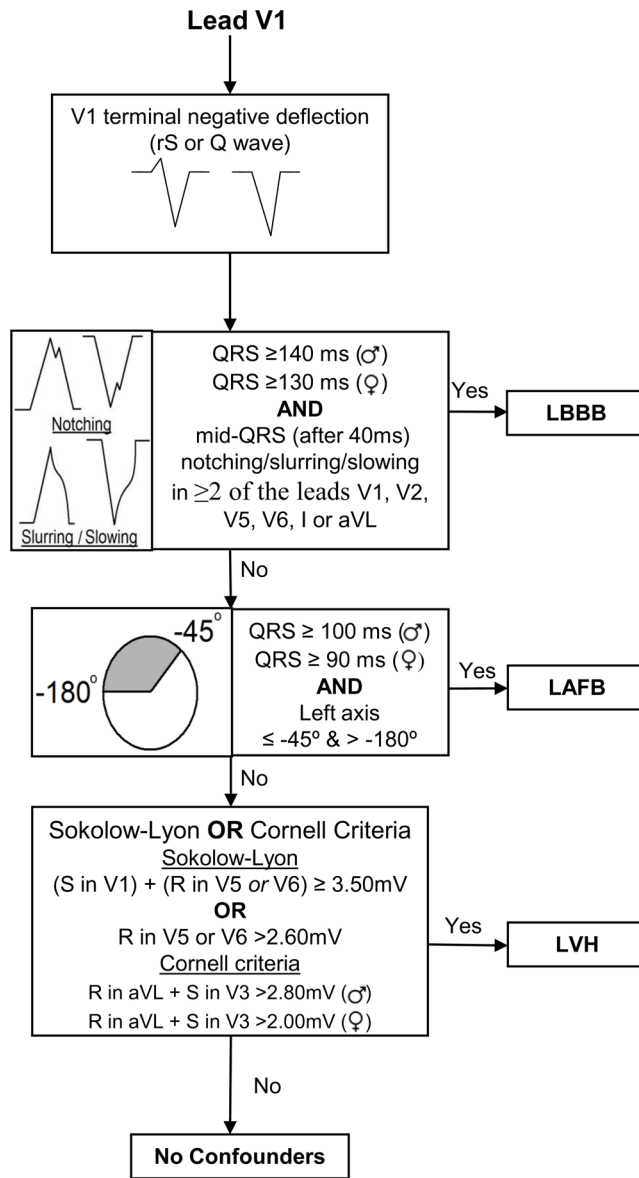 Lead V1
V1 terminal negative deflection
(rS or Q wave)
Notching
Slurring / Slowing
QRS ≥140 ms (♂)
QRS ≥130 ms (♀)
AND
mid-QRS (after 40ms)
notching/slurring/slowing
in ≥2 of the leads V1, V2,
V5, V6, I or aVL
Yes
LBBB
No
-45°
-180°
QRS ≥ 100 ms (♂)
QRS ≥ 90 ms (♀)
AND
Left axis
≤ -45º & > -180º
Yes
LAFB
No
Sokolow-Lyon OR Cornell Criteria
Sokolow-Lyon
(S in V1) + (R in V5 or V6) ≥ 3.50mV
OR
R in V5 or V6 >2.60mV
Cornell criteria
R in aVL + S in V3 >2.80mV (♂)
R in aVL + S in V3 >2.00mV (♀)
Yes
LVH
No
No Confounders